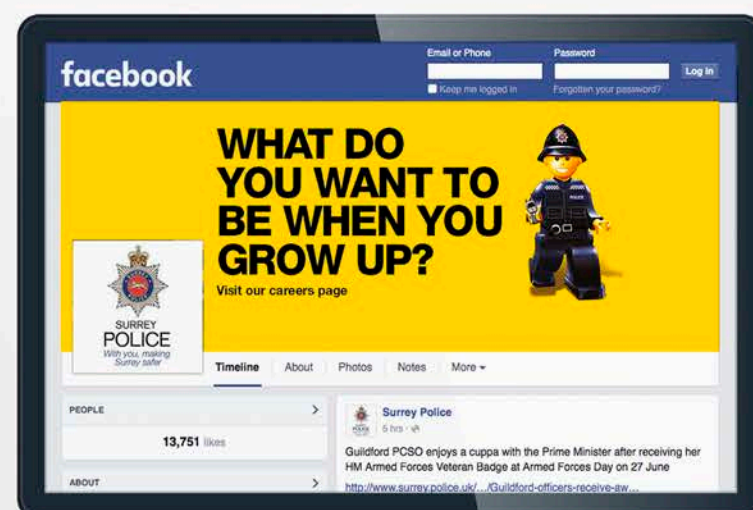 facebook
Email or Phone
Password
Log in
Keep me logged in
Forgotten your password?
WHAT DO
YOU WANT TO
BE WHEN YOU
GROW UP?
Visit our careers page
SURREY
POLICE
With you, making
Surrey safer
Timeline
About
Photos
Notes
More
PEOPLE
13,751 likes
ABOUT
Surrey Police
5 hrs
Guildford PCSO enjoys a cuppa with the Prime Minister after receiving her
HM Armed Forces Veteran Badge at Armed Forces Day on 27 June
http://www.surrey.police.uk/.../Guildford-officers-receive-aw...